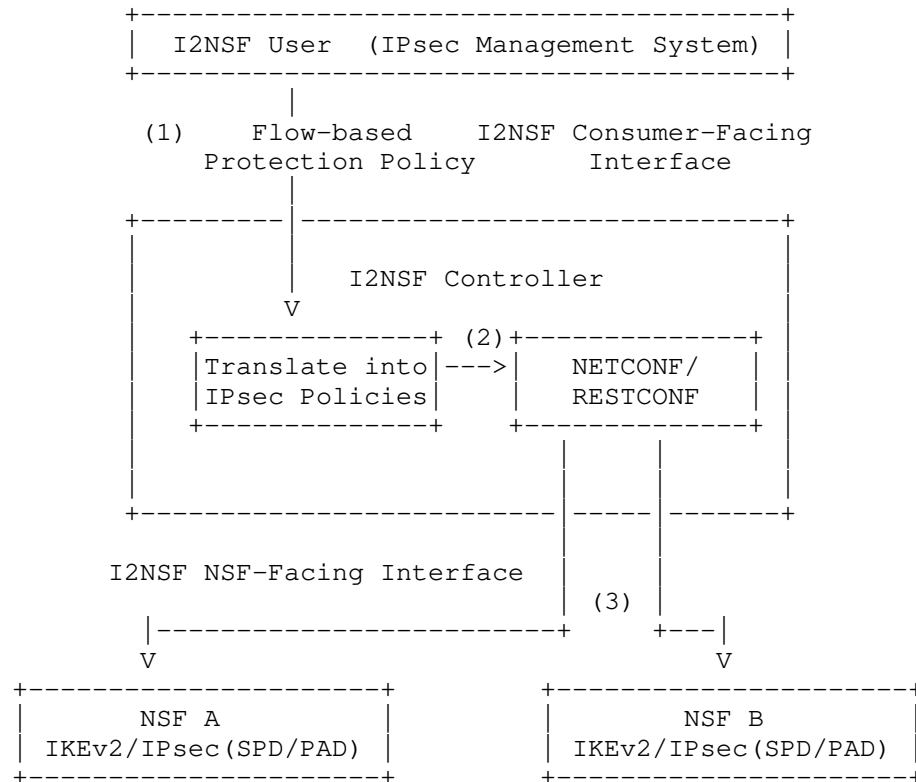 I2NSF User (IPsec Management System)
(1) Flow-based I2NSF Consumer-Facing
Protection Policy Interface
I2NSF Controller
V
(2)
Translate into ---> NETCONF/
IPsec Policies RESTCONF
I2NSF NSF-Facing Interface
(3)
V V
NSF A NSF B
IKEv2/IPsec(SPD/PAD) IKEv2/IPsec(SPD/PAD)